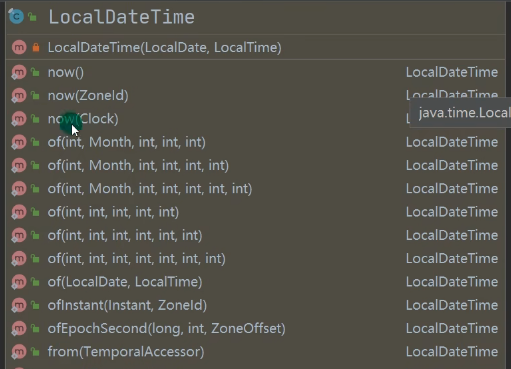 LocalDateTime
LocalDateTime(LocalDate, LocalTime)
now() LocalDateTime
now(ZoneId) LocalDateTime
now(Clock)
java.time.Local
of(int, Month, int, int, int) LocalDateTime
of(int, Month, int, int, int, int) LocalDateTime
of(int, Month, int, int, int, int, int) LocalDateTime
of(int, int, int, int, int) LocalDateTime
of(int, int, int, int, int, int) LocalDateTime
of(int, int, int, int, int, int, int) LocalDateTime
of(LocalDate, LocalTime) LocalDateTime
ofInstant(Instant, ZoneId) LocalDateTime
ofEpochSecond(long, int, ZoneOffset) LocalDateTime
from(TemporalAccessor) LocalDateTime